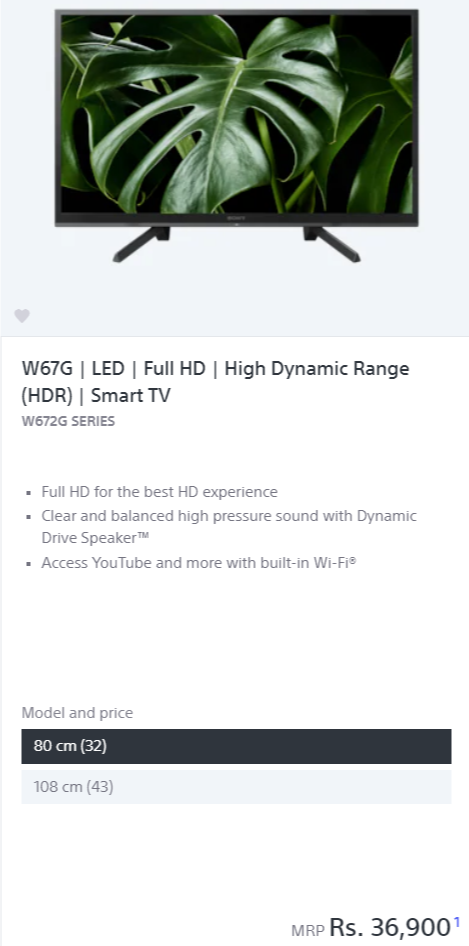 SONY
W67G | LED | Full HD | High Dynamic Range
(HDR) | Smart TV
W672G SERIES
▪ Full HD for the best HD experience
▪ Clear and balanced high pressure sound with Dynamic
Drive Speaker™
▪ Access YouTube and more with built-in Wi-Fi®
Model and price
80 cm (32)
108 cm (43)
MRP Rs. 36,900¹